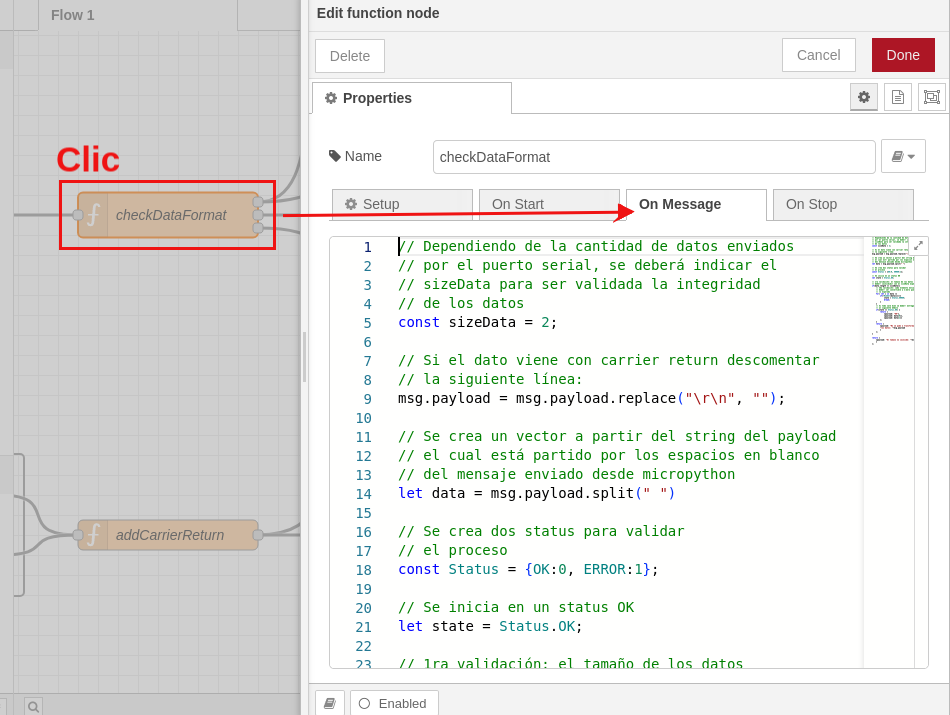 Flow 1
Edit function node
Delete
Cancel
Done
Properties
Name
checkDataFormat
Clic
checkDataFormat
Setup
On Start
On Message
On Stop
1 // Dependiendo de la cantidad de datos enviados
2 // por el puerto serial, se deberá indicar el
3 // sizeData para ser validada la integridad
4 // de los datos
5 const sizeData = 2;
6
7 // Si el dato viene con carrier return descomentar
8 // la siguiente línea:
9 msg.payload = msg.payload.replace("\r\n", "");
10
11 // Se crea un vector a partir del string del payload
12 // el cual está partido por los espacios en blanco
13 // del mensaje enviado desde micropython
14 let data = msg.payload.split(" ")
15
16 // Se crea dos status para validar
17 // el proceso
18 const Status = {OK:0, ERROR:1};
19
20 // Se inicia en un status OK
21 let state = Status.OK;
22
23 // 1ra validación: el tamaño de los datos
addCarrierReturn
Enabled